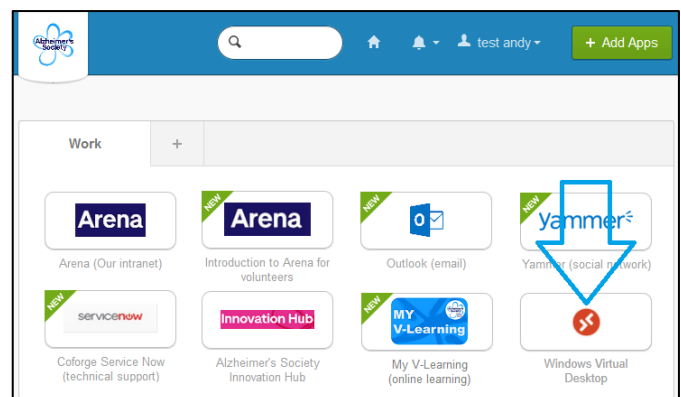 Alzheimer's
Society
test andy
+ Add Apps
Work
+
Arena
NEW
Arena
NEW
Outlook
NEW
yammer
Arena (Our intranet)
Introduction to Arena for
volunteers
Outlook (email)
Yammer (social network)
NEW
servicenow
Innovation Hub
NEW
MY
V-Learning
Coforge Service Now
(technical support)
Alzheimer's Society
Innovation Hub
My V-Learning
(online learning)
Windows Virtual
Desktop